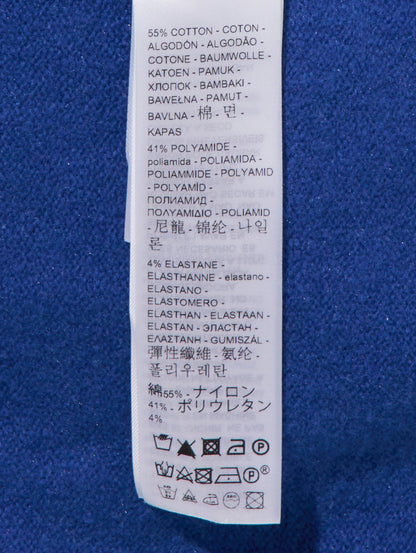 55% COTTON - COTON -
ALGODÓN - ALGODÃO -
COTONE - BAUMWOLLE -
KATOEN - PAMUK -
ХЛОПОК - BAMBAKI -
BAWEŁNA - PAMUT -
BAVLNA - 棉 - 면 -
KAPAS
41% POLYAMIDE -
poliamida - POLIAMIDA -
POLIAMMIDE - POLYAMID
- POLYAMİD -
ПОЛИАМИД -
ΠΟΛΥΑΜΙΔΙΟ - POLIAMID
- 尼龍 - 锦纶 - 나일
론
4% ELASTANE -
ELASTHANNE - elastano -
ELASTANO -
ELASTOMERO -
ELASTHAN - ELASTAAN -
ELASTAN - ЭЛАСТАН -
ΕΛΑΣΤΑΝΗ - GUMISZÁL -
彈性纖維 - 氨纶 -
폴리우레탄
綿55% - ナイロン
41% - ポリウレタン
4%